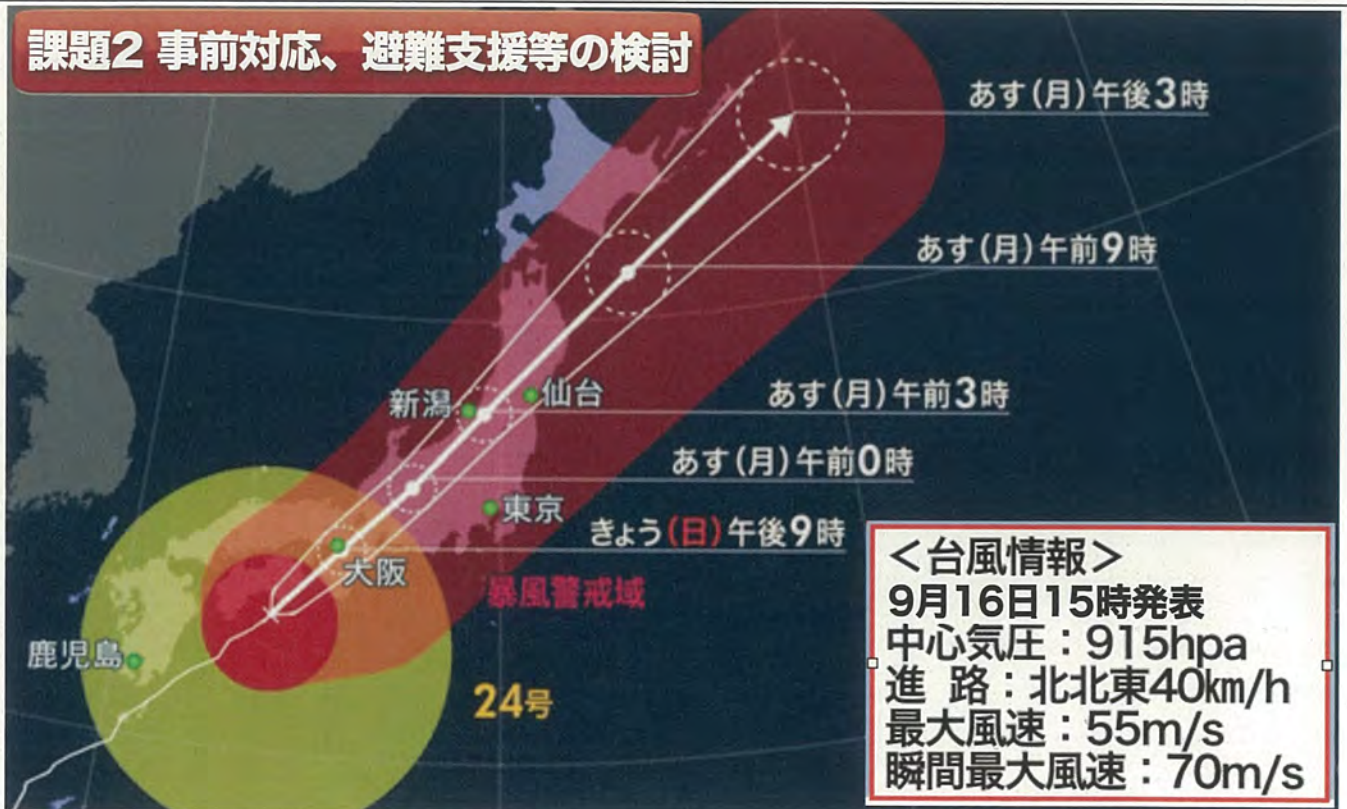 課題2 事前対応、避難支援等の検討
あす(月)午後3時
あす(月)午前9時
新潟
仙台
あす(月)午前3時
あす(月)午前0時
東京
きょう(日)午後9時
大阪
暴風警戒域
鹿児島
24号
<台風情報>
9月16日15時発表
中心気圧:915hpa
進 路:北北東40km/h
最大風速:55m/s
瞬間最大風速:70m/s